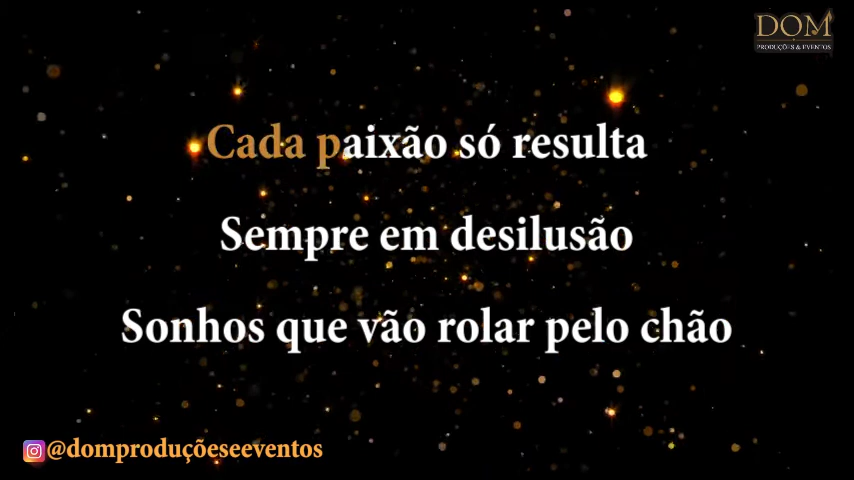 DOM
PRODUÇÕES & EVENTOS
Cada paixão só resulta
Sempre em desilusão
Sonhos que vão rolar pelo chão
@domproduçõeseeventos